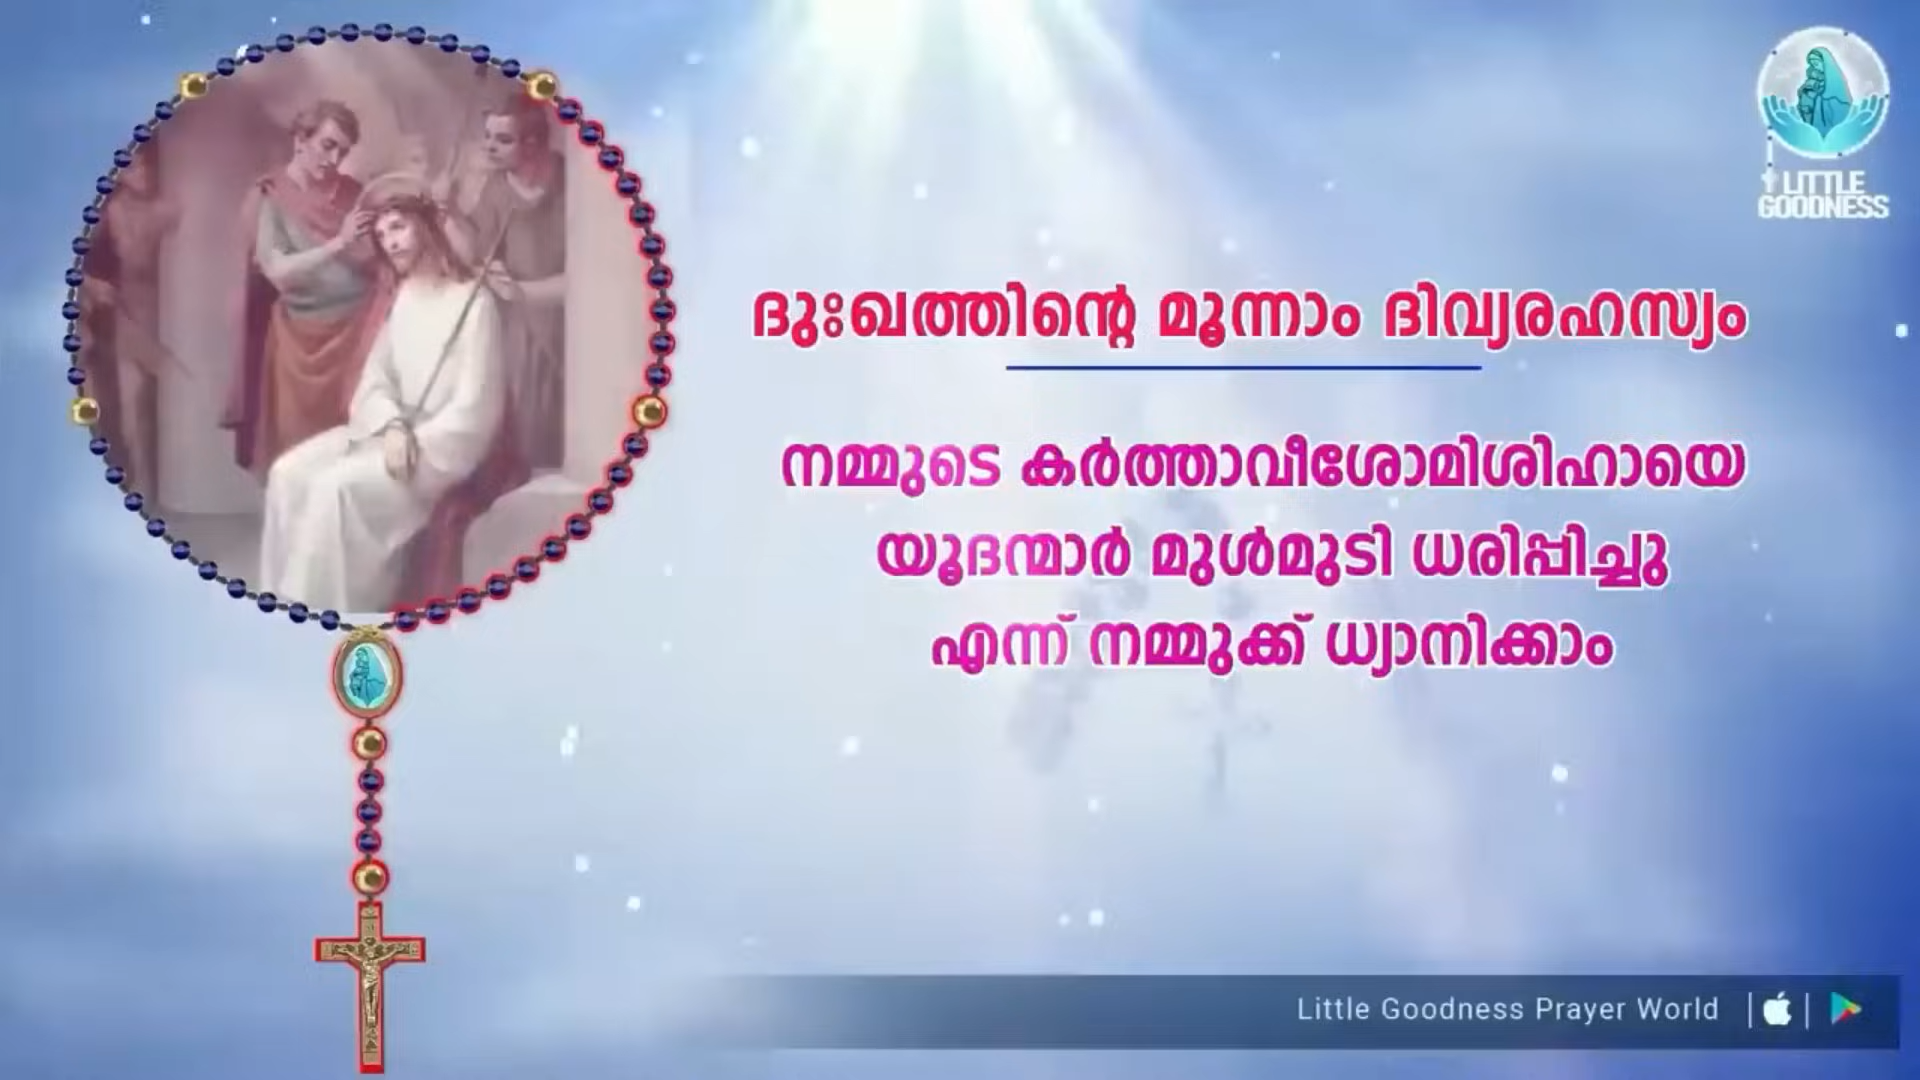 LITTLE
GOODNESS
ദുഃഖത്തിന്റെ മൂന്നാം ദിവ്യരഹസ്യം
നമ്മുടെ കർത്താവീശോമിശിഹായെ
യൂദന്മാർ മുൾമുടി ധരിപ്പിച്ചു
എന്ന് നമ്മുക്ക് ധ്യാനിക്കാം
Little Goodness Prayer World